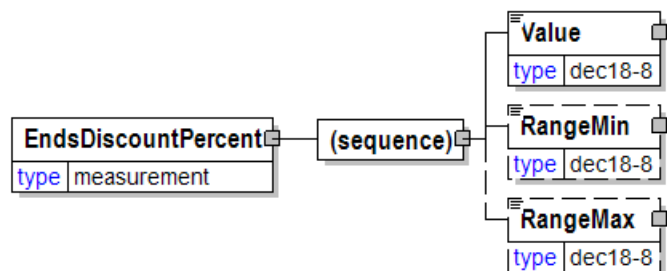 Value
type dec18-8
EndsDiscountPercent
type measurement
(sequence)
RangeMin
type dec18-8
RangeMax
type dec18-8